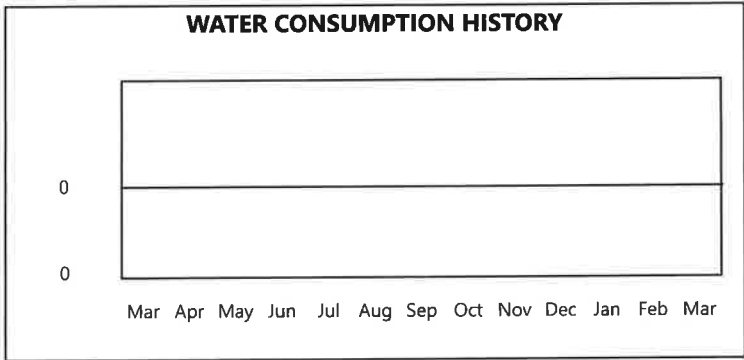 WATER CONSUMPTION HISTORY
0
0
Mar Apr May Jun Jul Aug Sep Oct Nov Dec Jan Feb Mar